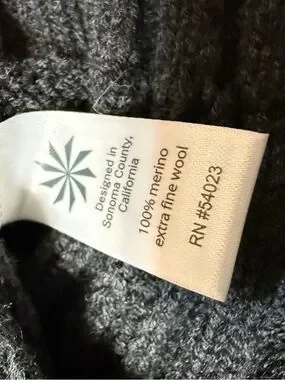 Designed in
Sonoma County,
California
100% merino
extra fine wool
RN #54023